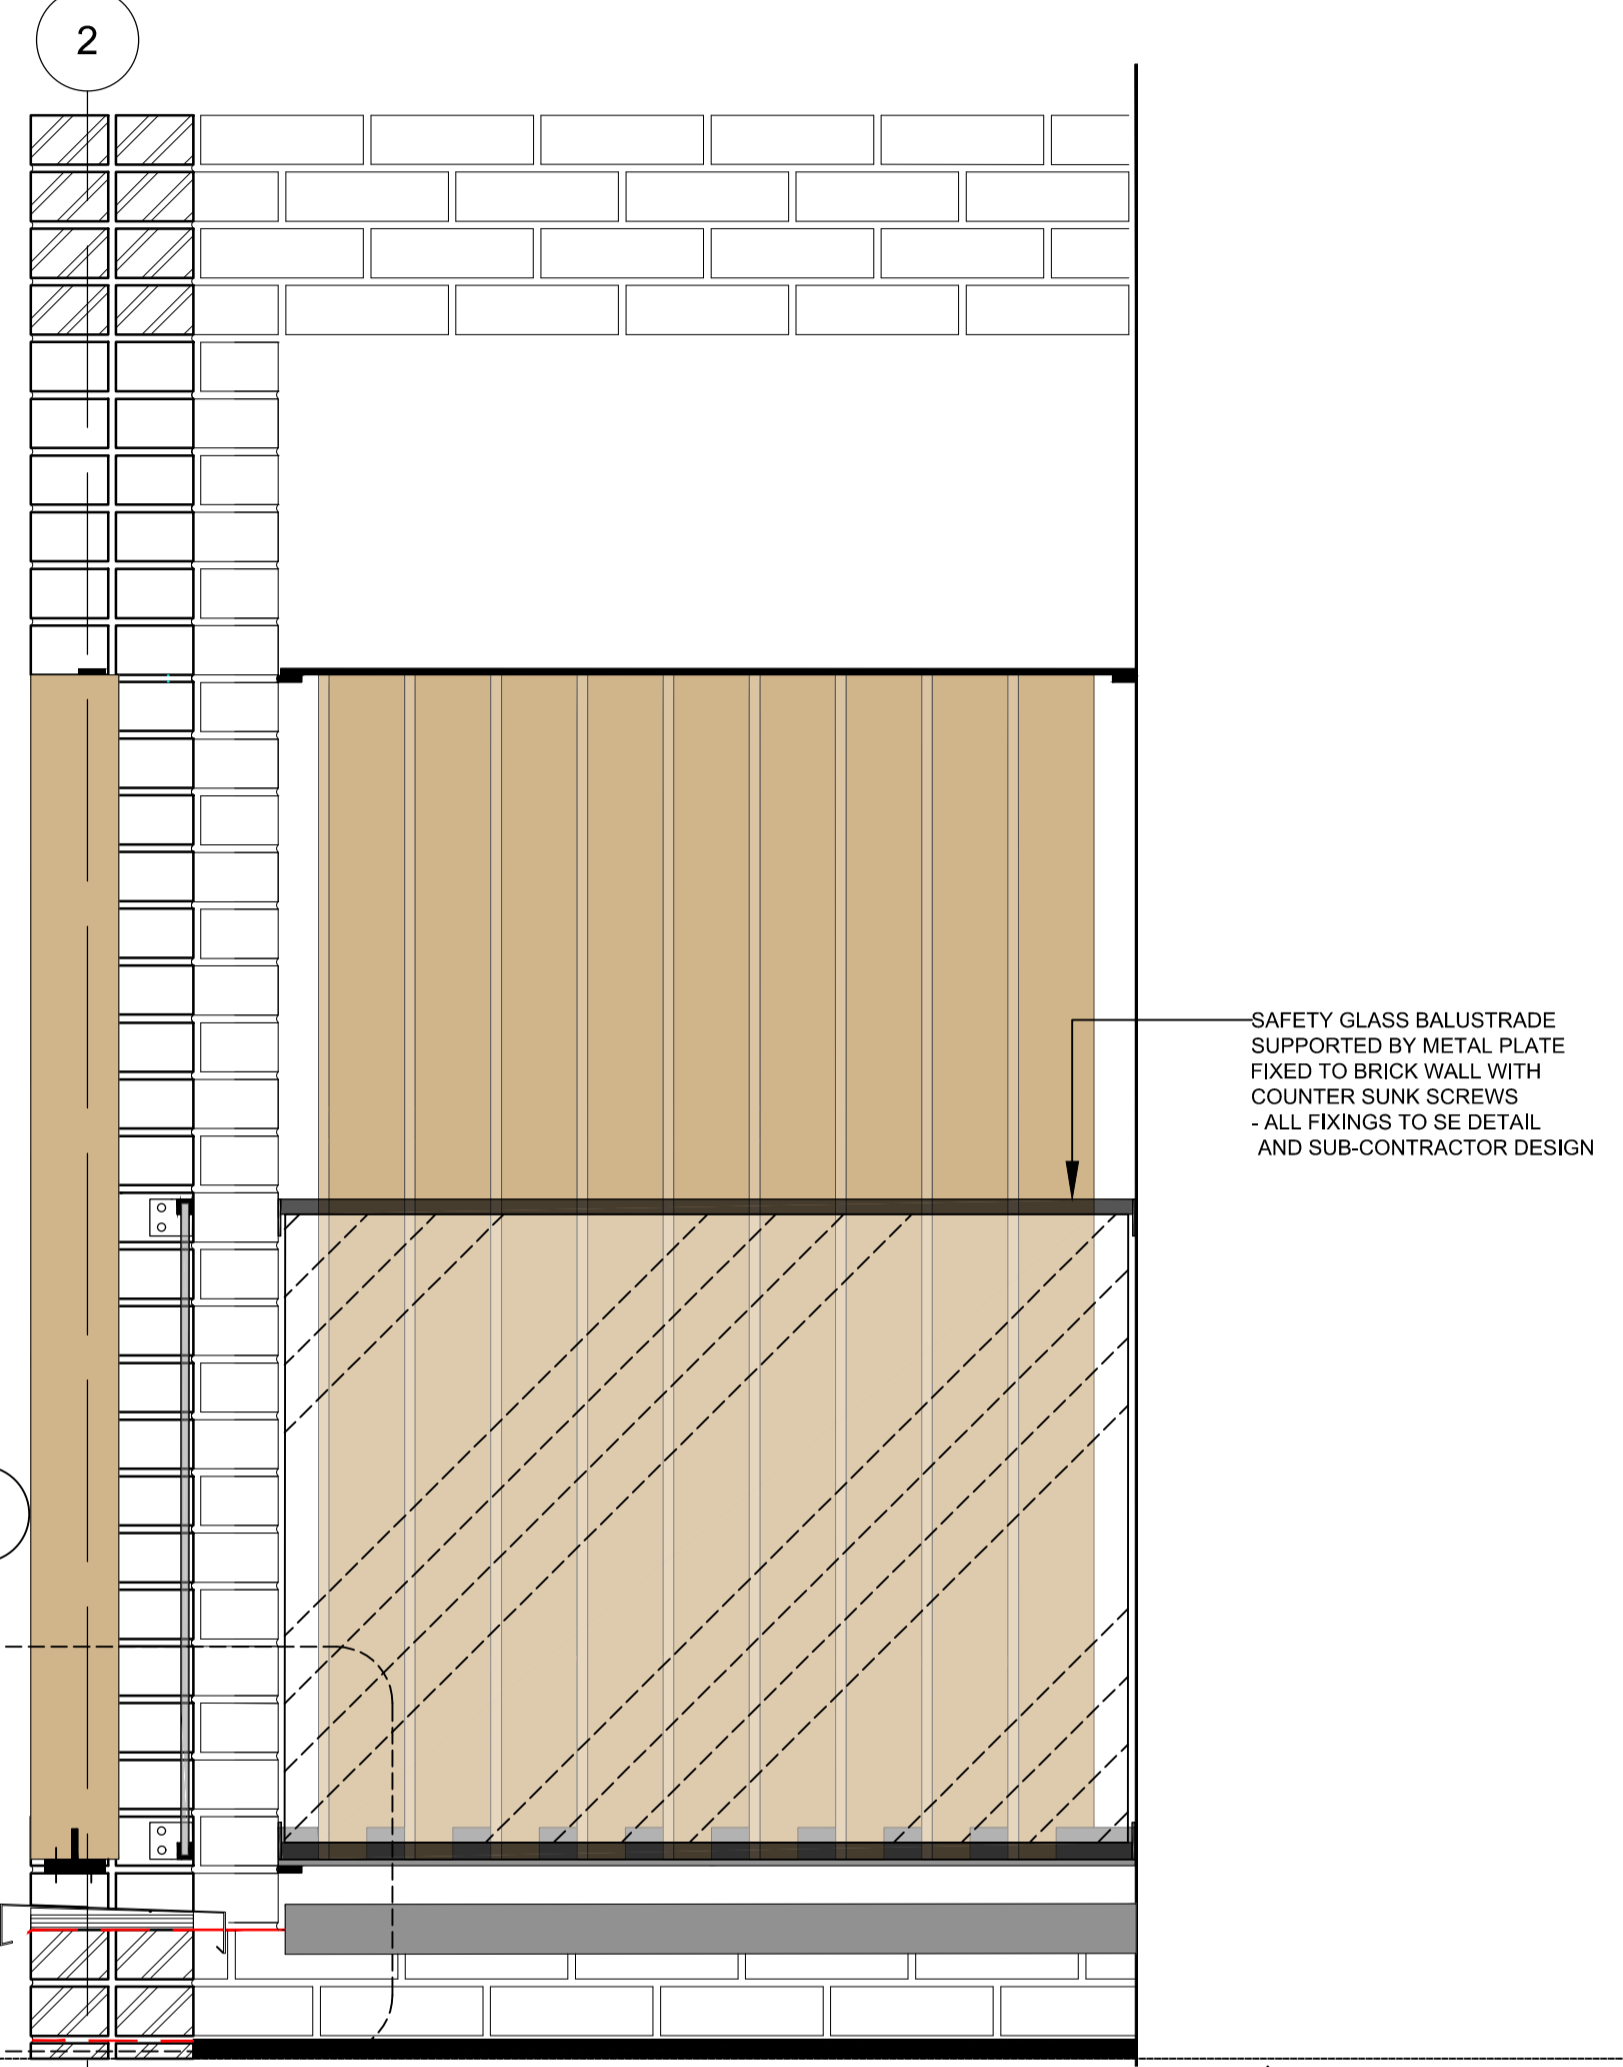 2
SAFETY GLASS BALUSTRADE
SUPPORTED BY METAL PLATE
FIXED TO BRICK WALL WITH
COUNTER SUNK SCREWS
- ALL FIXINGS TO SE DETAIL
AND SUB-CONTRACTOR DESIGN